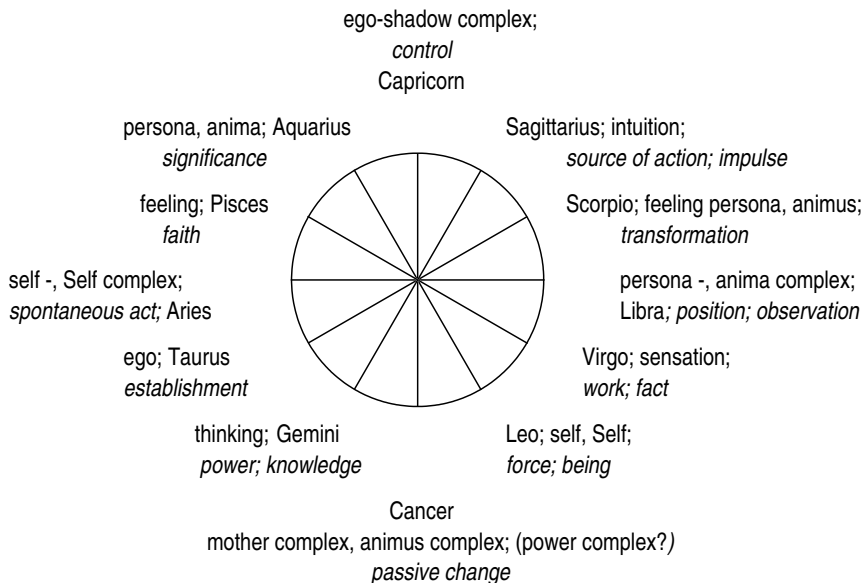 ego-shadow complex;
control
Capricorn
persona, anima; Aquarius
significance
Sagittarius; intuition;
source of action; impulse
feeling; Pisces
faith
Scorpio; feeling persona, animus;
transformation
self -, Self complex;
spontaneous act; Aries
persona -, anima complex;
Libra; position; observation
ego; Taurus
establishment
Virgo; sensation;
work; fact
thinking; Gemini
power; knowledge
Leo; self, Self;
force; being
Cancer
mother complex, animus complex; (power complex?)
passive change